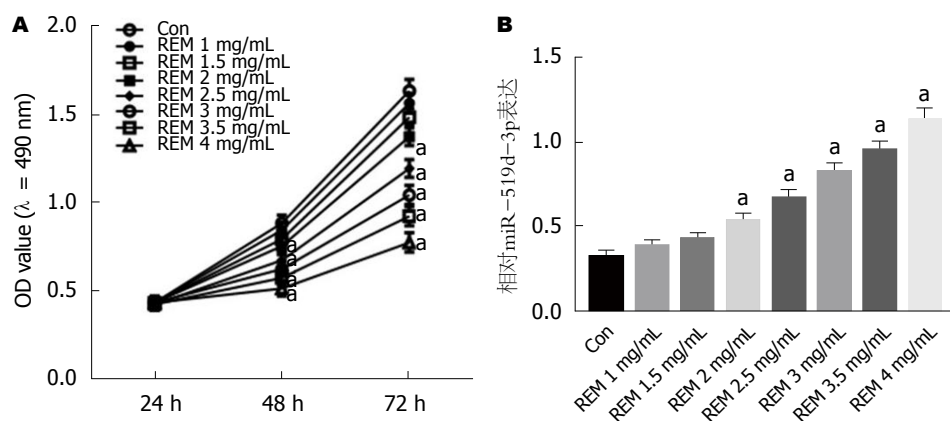 A
Con
REM 1 mg/mL
REM 1.5 mg/mL
REM 2 mg/mL
REM 2.5 mg/mL
REM 3 mg/mL
REM 3.5 mg/mL
REM 4 mg/mL
OD value (λ = 490 nm)
2.0
1.5
1.0
0.5
0.0
a
a
a
a
a
a
a
a
a
24 h
48 h
72 h
B
相对miR-519d-3p表达
1.5
1.0
0.5
0.0
a
a
a
a
a
Con
REM 1 mg/mL
REM 1.5 mg/mL
REM 2 mg/mL
REM 2.5 mg/mL
REM 3 mg/mL
REM 3.5 mg/mL
REM 4 mg/mL